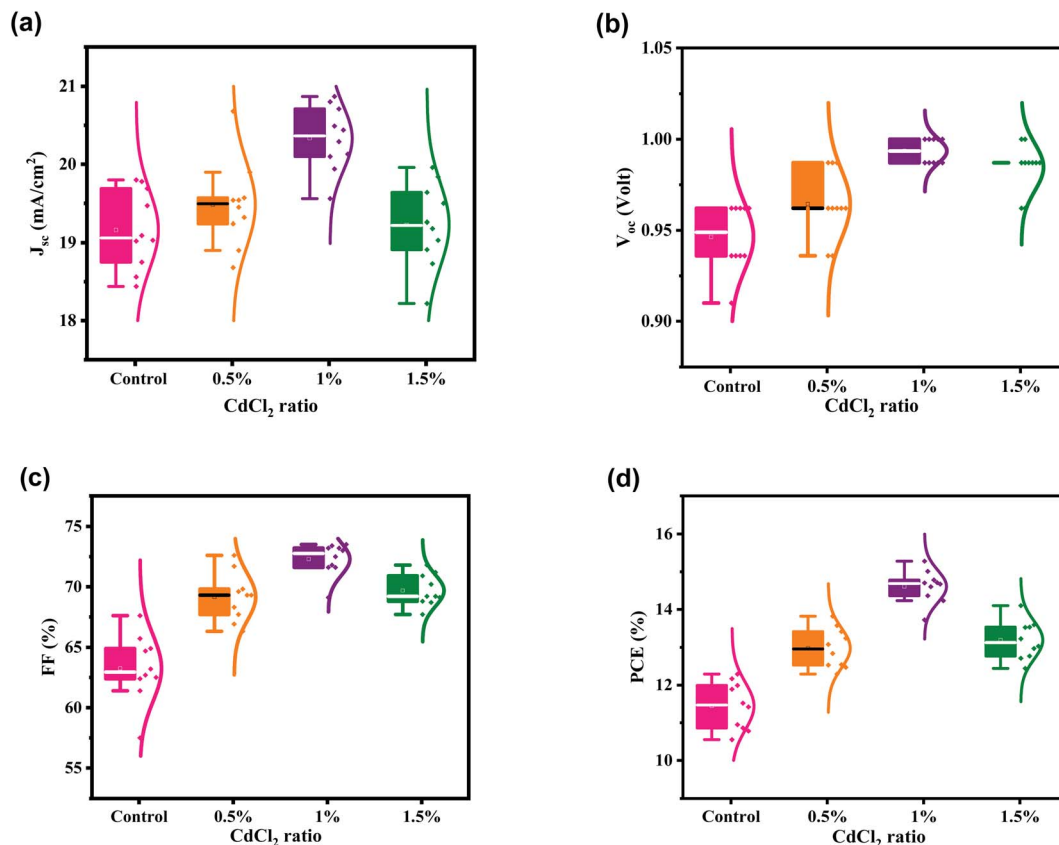 (a)
21
20
19
18
J_sc (mA/cm²)
Control 0.5% 1% 1.5%
CdCl₂ ratio
(b)
1.05
1.00
0.95
0.90
V_oc (Volt)
Control 0.5% 1% 1.5%
CdCl₂ ratio
(c)
75
70
65
60
55
FF (%)
Control 0.5% 1% 1.5%
CdCl₂ ratio
(d)
16
14
12
10
PCE (%)
Control 0.5% 1% 1.5%
CdCl₂ ratio